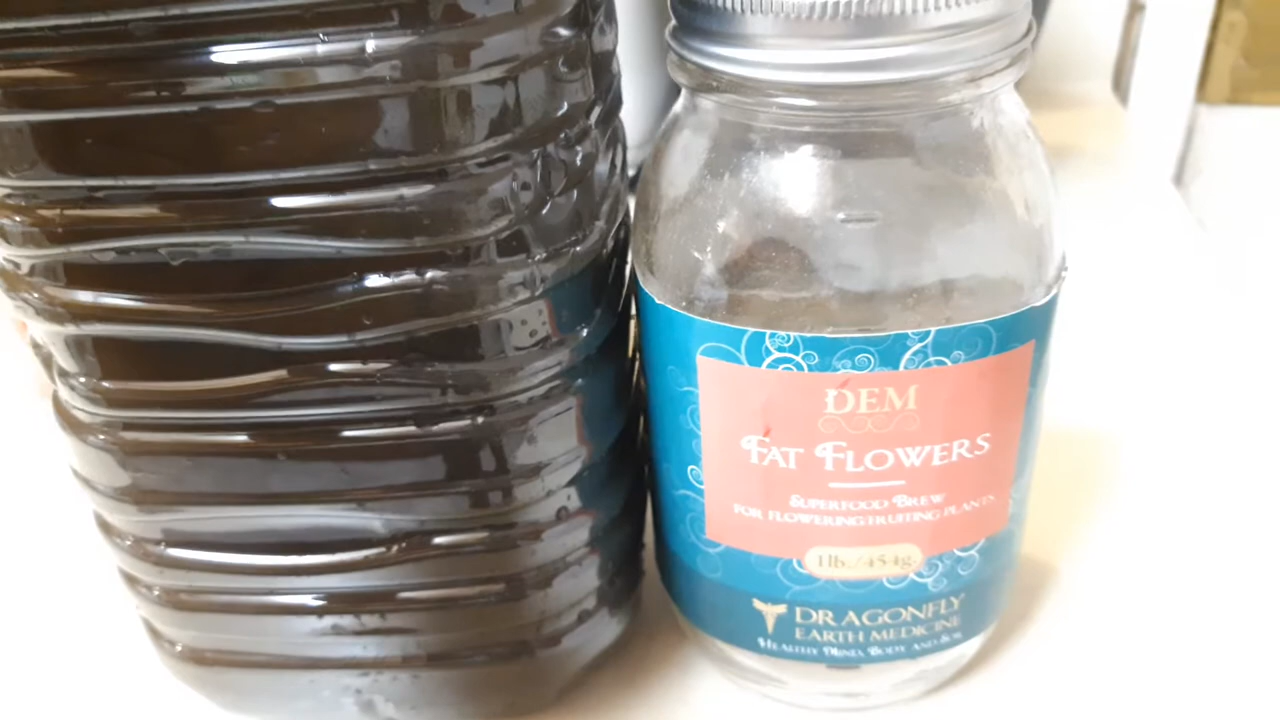 DEM
FAT FLOWERS
SUPERFOOD BREW
FOR FLOWERING/FRUITING PLANTS
1lb./454g.
DRAGONFLY
EARTH MEDICINE
HEALTHY MIND, BODY AND SOIL